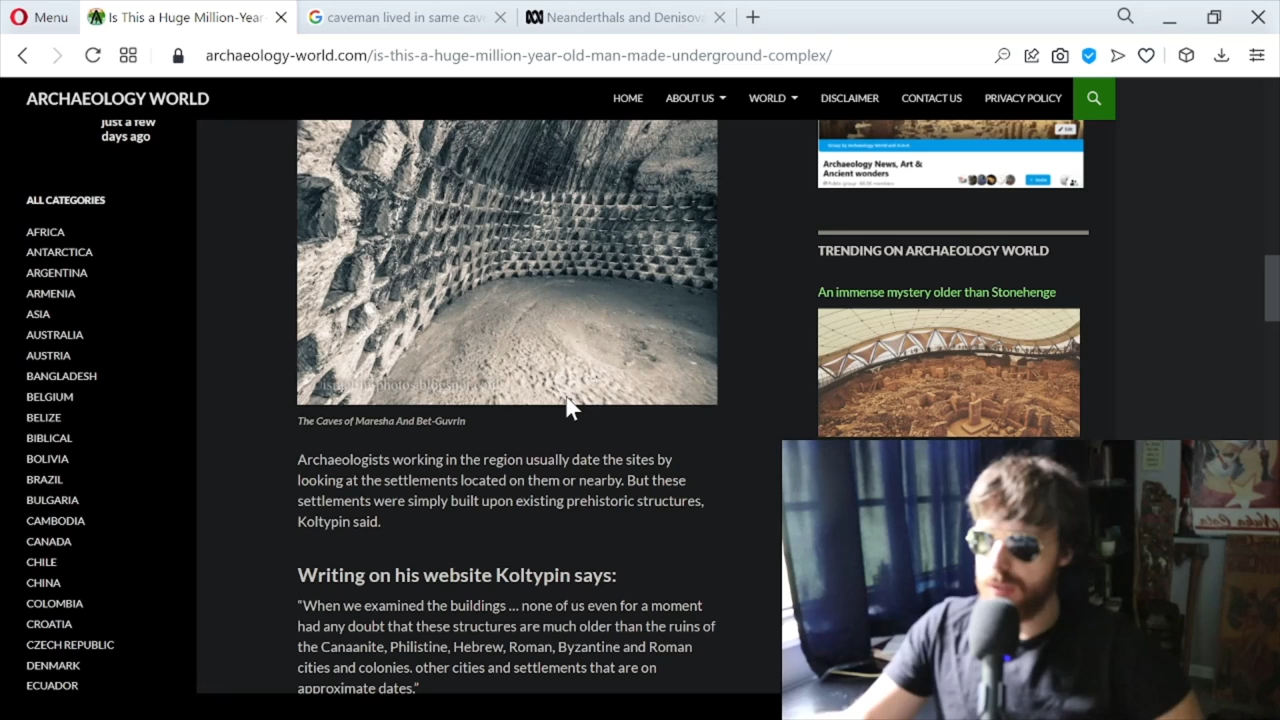 Menu
Is This a Huge Million-Year
caveman lived in same cav
Neanderthals and Denisov
archaeology-world.com/is-this-a-huge-million-year-old-man-made-underground-complex/
ARCHAEOLOGY WORLD
HOME
ABOUT US
WORLD
DISCLAIMER
CONTACT US
PRIVACY POLICY
just a few
days ago
ALL CATEGORIES
AFRICA
ANTARCTICA
ARGENTINA
ARMENIA
ASIA
AUSTRALIA
AUSTRIA
BANGLADESH
BELGIUM
BELIZE
BIBLICAL
BOLIVIA
BRAZIL
BULGARIA
CAMBODIA
CANADA
CHILE
CHINA
COLOMBIA
CROATIA
CZECH REPUBLIC
DENMARK
ECUADOR
The Caves of Maresha And Bet-Guvrin
Archaeologists working in the region usually date the sites by
looking at the settlements located on them or nearby. But these
settlements were simply built upon existing prehistoric structures,
Koltypin said.
Writing on his website Koltypin says:
“When we examined the buildings ... none of us even for a moment
had any doubt that these structures are much older than the ruins of
the Canaanite, Philistine, Hebrew, Roman, Byzantine and Roman
cities and colonies. other cities and settlements that are on
approximate dates.”
Archaeology News, Art &
Ancient wonders
TRENDING ON ARCHAEOLOGY WORLD
An immense mystery older than Stonehenge